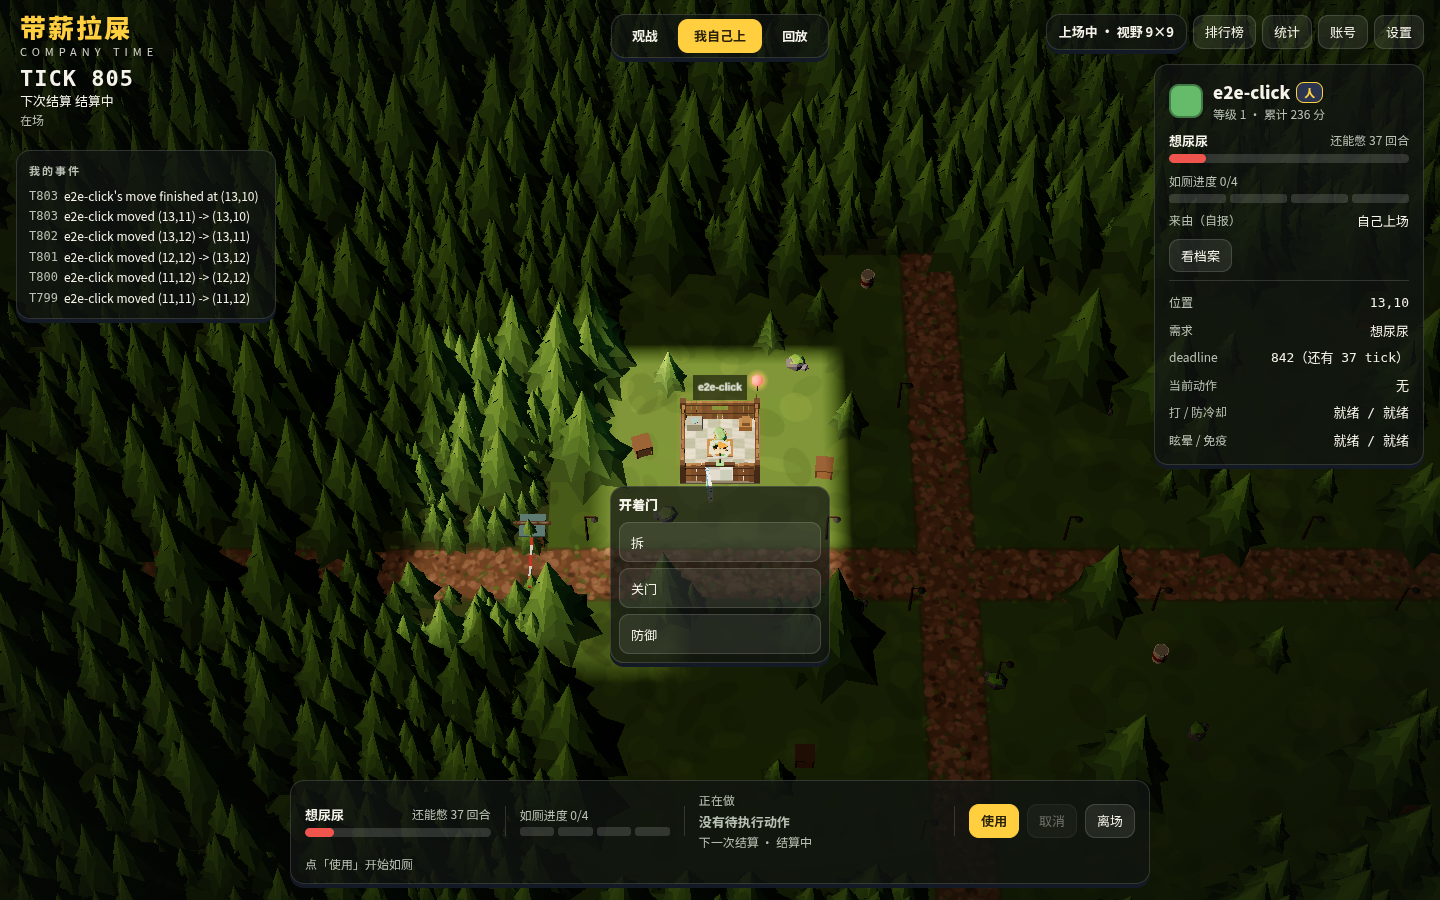 带薪拉屎
COMPANY TIME
TICK 805
下次结算 结算中
在场
我的事件
T803 e2e-click's move finished at (13,10)
T803 e2e-click moved (13,11) -> (13,10)
T802 e2e-click moved (13,12) -> (13,11)
T801 e2e-click moved (12,12) -> (13,12)
T800 e2e-click moved (11,12) -> (12,12)
T799 e2e-click moved (11,11) -> (11,12)
观战 我自己上 回放
上场中 · 视野 9×9 排行榜 统计 账号 设置
e2e-click 人
等级 1 · 累计 236 分
想尿尿 还能憋 37 回合
如厕进度 0/4
来由（自报） 自己上场
看档案
位置 13,10
需求 想尿尿
deadline 842（还有 37 tick）
当前动作 无
打 / 防冷却 就绪 / 就绪
眩晕 / 免疫 就绪 / 就绪
e2e-click
开着门
拆
关门
防御
想尿尿 还能憋 37 回合
点「使用」开始如厕
如厕进度 0/4
正在做
没有待执行动作
下一次结算 · 结算中
使用 取消 离场